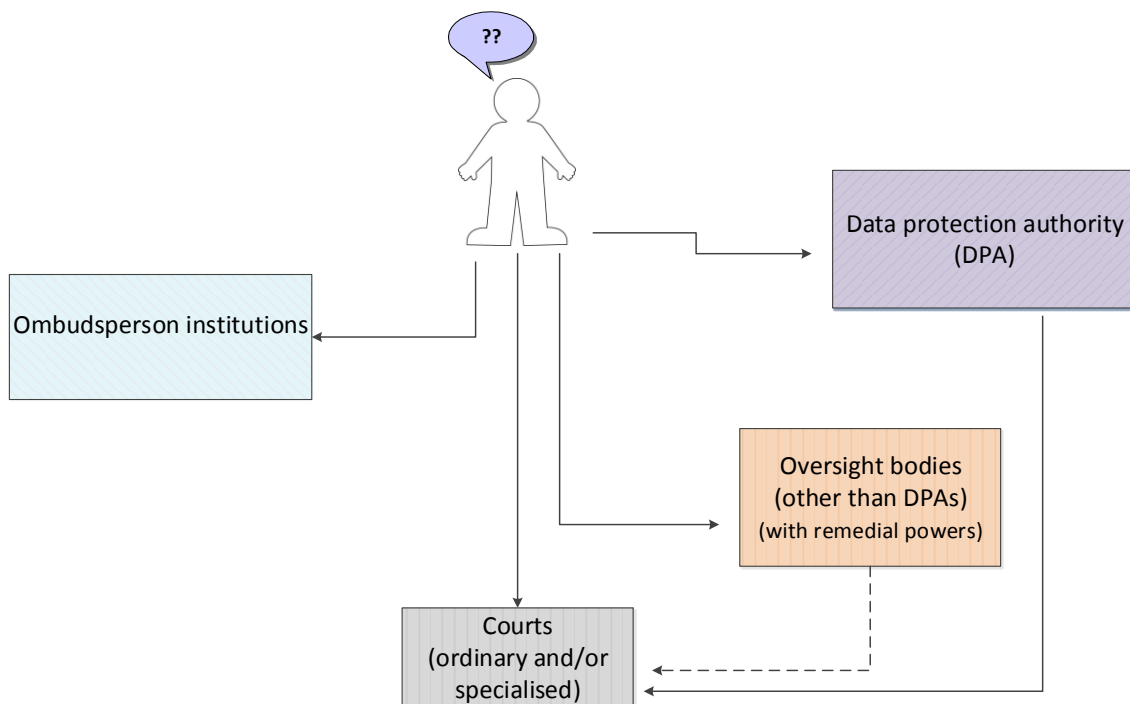 ??
Data protection authority
(DPA)
Ombudsperson institutions
Oversight bodies
(other than DPAs)
(with remedial powers)
Courts
(ordinary and/or
specialised)